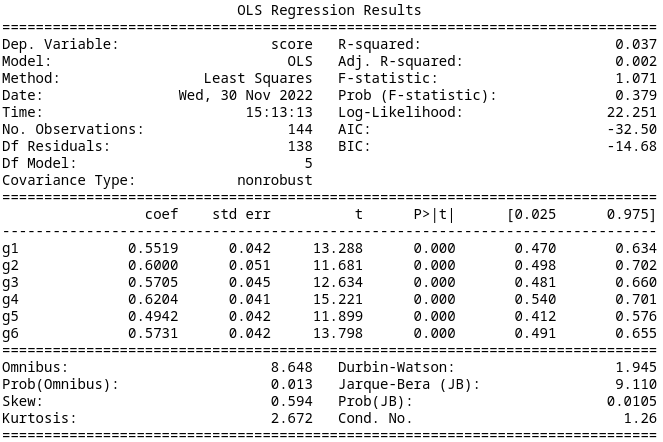 OLS Regression Results
==============================================================================
Dep. Variable:                  score   R-squared:                       0.037
Model:                            OLS   Adj. R-squared:                  0.002
Method:                 Least Squares   F-statistic:                     1.071
Date:                Wed, 30 Nov 2022   Prob (F-statistic):              0.379
Time:                        15:13:13   Log-Likelihood:                 22.251
No. Observations:                 144   AIC:                            -32.50
Df Residuals:                     138   BIC:                            -14.68
Df Model:                           5
Covariance Type:            nonrobust
==============================================================================
                 coef    std err          t      P>|t|      [0.025      0.975]
------------------------------------------------------------------------------
g1             0.5519      0.042     13.288      0.000       0.470       0.634
g2             0.6000      0.051     11.681      0.000       0.498       0.702
g3             0.5705      0.045     12.634      0.000       0.481       0.660
g4             0.6204      0.041     15.221      0.000       0.540       0.701
g5             0.4942      0.042     11.899      0.000       0.412       0.576
g6             0.5731      0.042     13.798      0.000       0.491       0.655
==============================================================================
Omnibus:                        8.648   Durbin-Watson:                   1.945
Prob(Omnibus):                  0.013   Jarque-Bera (JB):                9.110
Skew:                           0.594   Prob(JB):                       0.0105
Kurtosis:                       2.672   Cond. No.                         1.26
==============================================================================